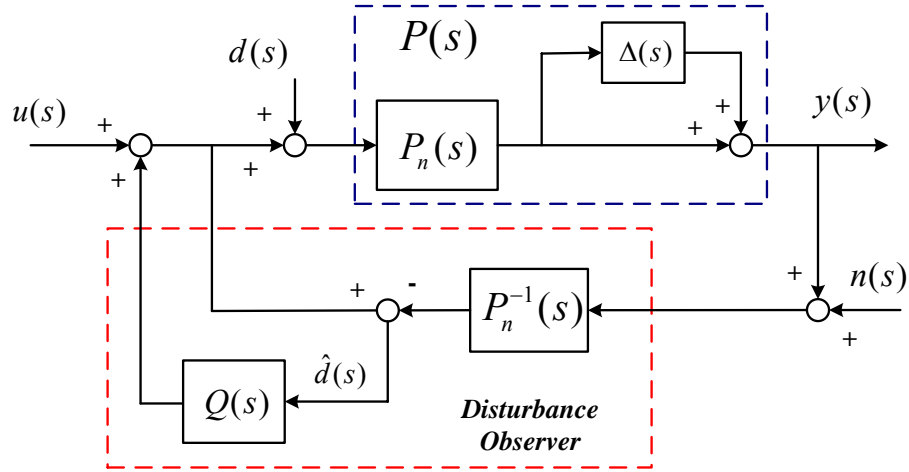 P(s)
Δ(s)
d(s)
y(s)
u(s)
+
+
+
+
P_n(s)
+
+
+
n(s)
+
+
+
-
P_n^{-1}(s)
d̂(s)
Q(s)
Disturbance
Observer